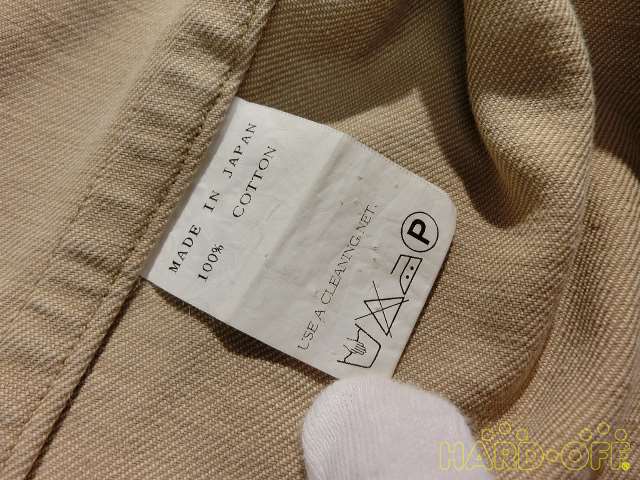 MADE IN JAPAN
100% COTTON
USE A CLEANING NET.
P
HARD·OFF